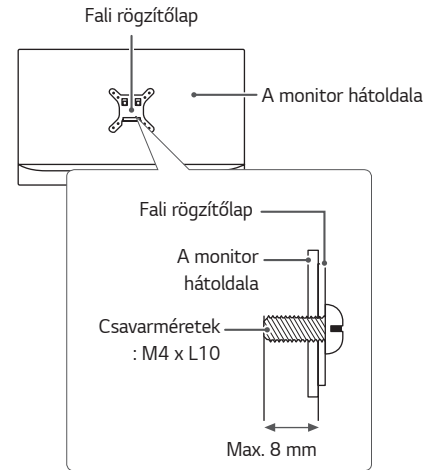 Fali rögzítőlap
A monitor hátoldala
Fali rögzítőlap
A monitor
hátoldala
Csavarméretek
: M4 x L10
Max. 8 mm